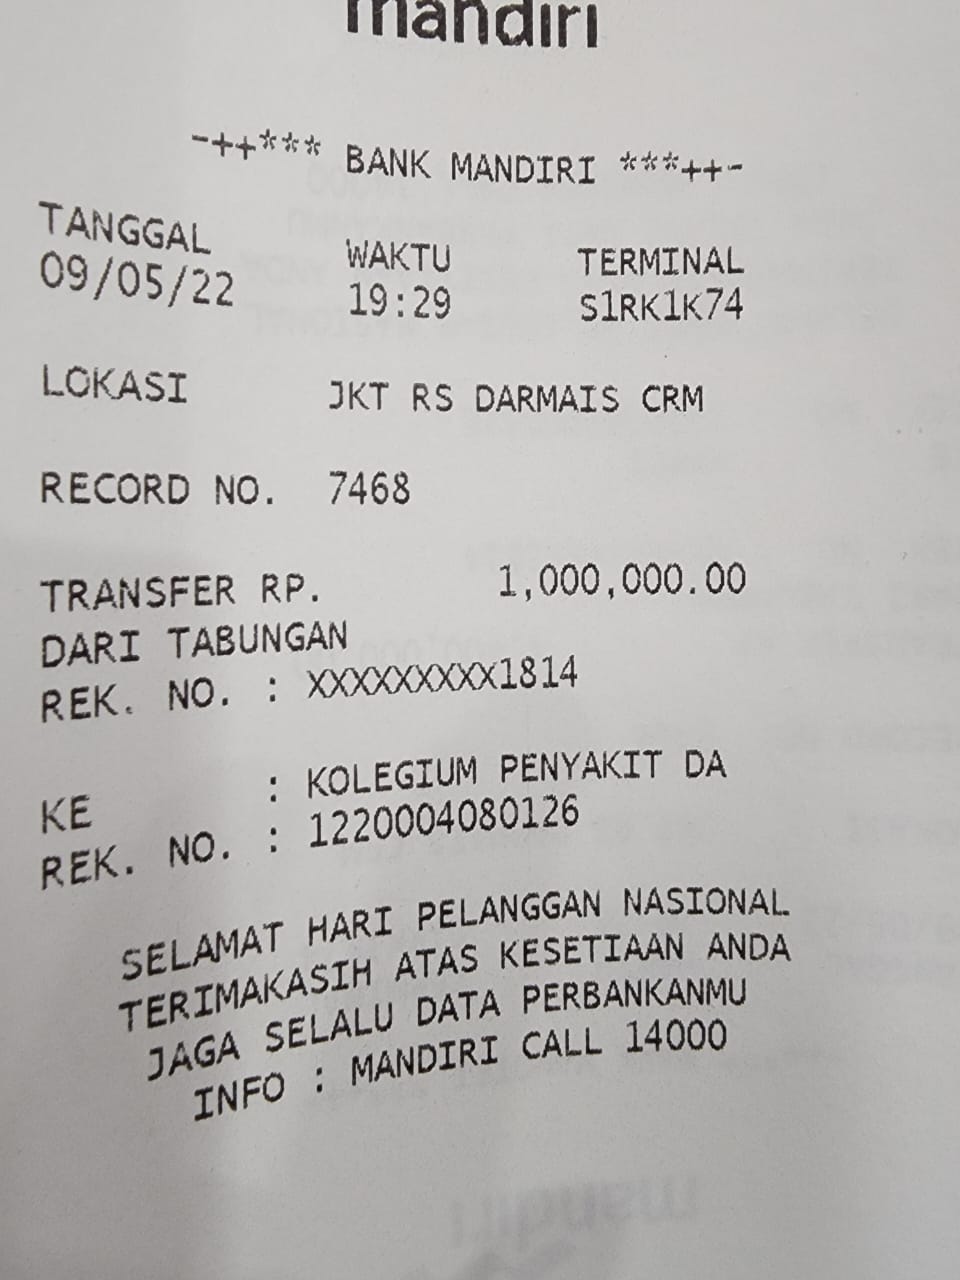 mandiri
-++*** BANK MANDIRI ***++-
TANGGAL WAKTU TERMINAL
09/05/22 19:29 S1RK1K74
LOKASI JKT RS DARMAIS CRM
RECORD NO. 7468
TRANSFER RP. 1,000,000.00
DARI TABUNGAN
REK. NO. : XXXXXXXXX1814
KE : KOLEGIUM PENYAKIT DA
REK. NO. : 1220004080126
SELAMAT HARI PELANGGAN NASIONAL
TERIMAKASIH ATAS KESETIAAN ANDA
JAGA SELALU DATA PERBANKANMU
INFO : MANDIRI CALL 14000